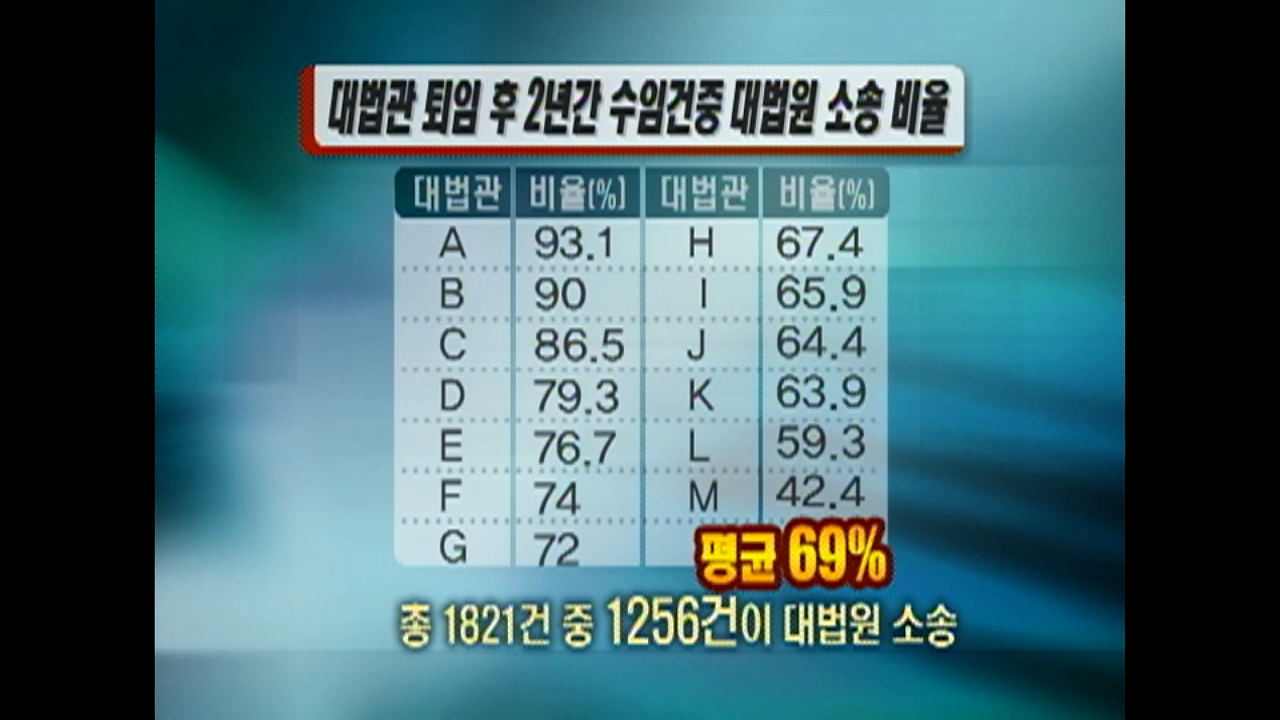 대법관 퇴임 후 2년간 수임건중 대법원 소송 비율
대법관 비율(%) 대법관 비율(%)
A 93.1 H 67.4
B 90 I 65.9
C 86.5 J 64.4
D 79.3 K 63.9
E 76.7 L 59.3
F 74 M 42.4
G 72
평균 69%
총 1821건 중 1256건이 대법원 소송